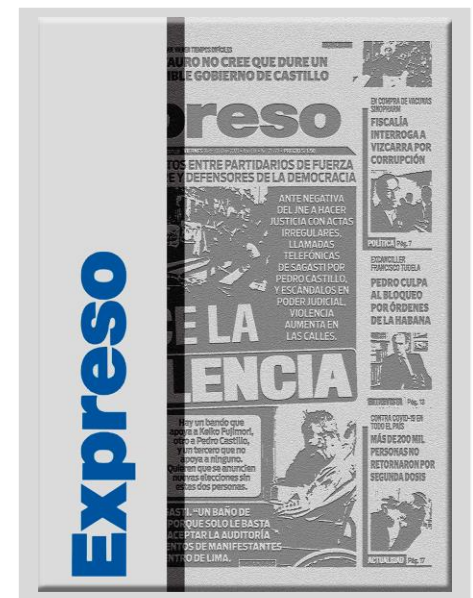 Expreso
TIEMPOS DIFÍCILES
AURO NO CREE QUE DURE UN
BLE GOBIERNO DE CASTILLO
preso
TOS ENTRE PARTIDARIOS DE FUERZA
E Y DEFENSORES DE LA DEMOCRACIA
ANTE NEGATIVA
DEL JNE A HACER
JUSTICIA CON ACTAS
IRREGULARES,
LLAMADAS
TELEFÓNICAS
DE SAGASTI POR
PEDRO CASTILLO,
Y ESCÁNDALOS EN
PODER JUDICIAL,
VIOLENCIA
AUMENTA EN
LAS CALLES.
CE LA
LENCIA
Hay un bando que
apoya a Keiko Fujimori,
otro a Pedro Castillo,
y un tercero que no
apoya a ninguno.
Quieren que se anuncien
nuevas elecciones sin
estas dos personas.
GASTI. "UN BAÑO DE
PORQUE SOLO LE BASTA
ACEPTAR LA AUDITORÍA
ENTOS DE MANIFESTANTES
NTRO DE LIMA.
EN COMPRA DE VACUNAS
SINOPHARM
FISCALÍA
INTERROGA A
VIZCARRA POR
CORRUPCIÓN
POLÍTICA Pág. 7
EXCANCILLER
FRANCISCO TUDELA
PEDRO CULPA
AL BLOQUEO
POR ÓRDENES
DE LA HABANA
ENTREVISTA Pág. 13
CONTRA COVID-19 EN
TODO EL PAÍS
MÁS DE 200 MIL
PERSONAS NO
RETORNARON POR
SEGUNDA DOSIS
ACTUALIDAD Pág. 17